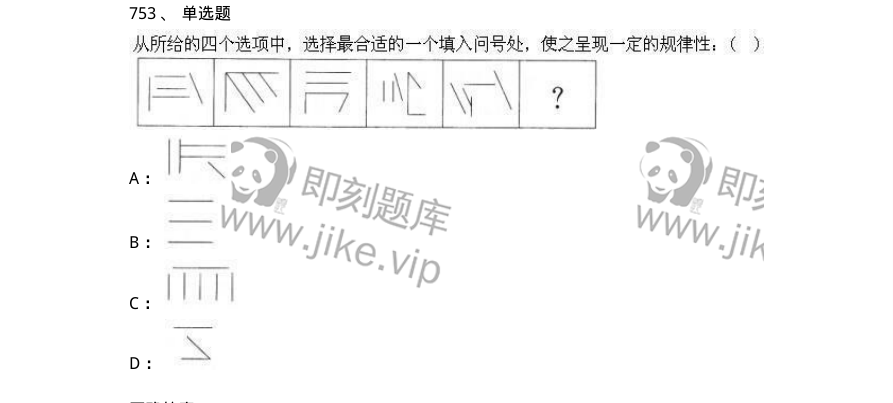 753 、 单选题
从所给的四个选项中，选择最合适的一个填入问号处，使之呈现一定的规律性：（ ）
?
A：
即刻题库
www.jike.vip
即刻
www.jik
B：
C：
D：